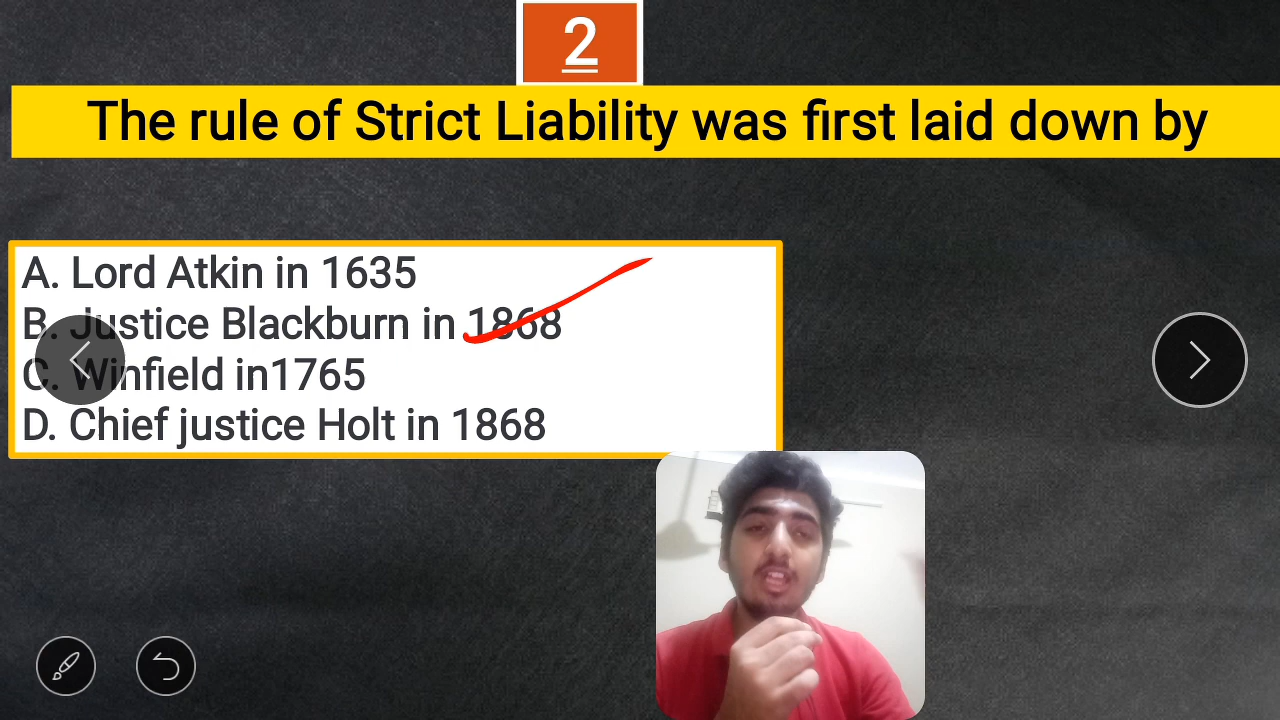 2
The rule of Strict Liability was first laid down by
A. Lord Atkin in 1635
B. Justice Blackburn in 1868
C. Winfield in1765
D. Chief justice Holt in 1868